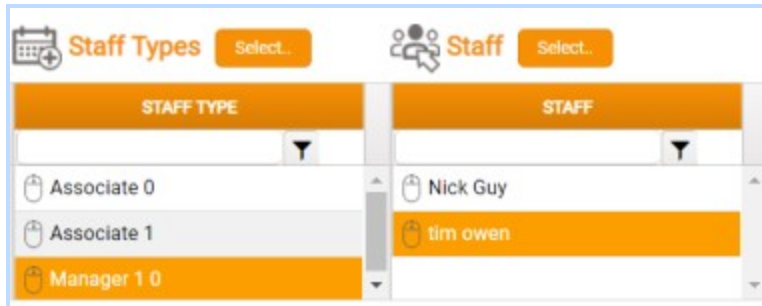 Staff Types Select.. Staff Select..
STAFF TYPE STAFF
Associate 0 Nick Guy
Associate 1 tim owen
Manager 1 0